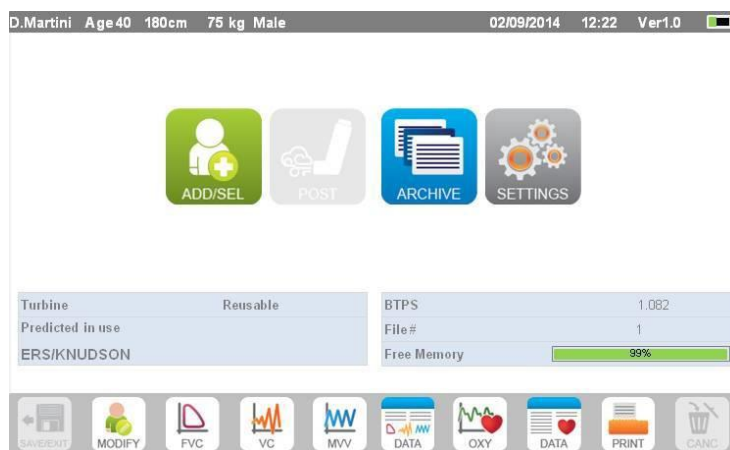 D.Martini Age40 180cm 75 kg Male 02/09/2014 12:22 Ver1.0
ADD/SEL POST ARCHIVE SETTINGS
Turbine Reusable
Predicted in use
ERS/KNUDSON
BTPS 1.082
File# 1
Free Memory 99%
SAVE/EXIT MODIFY FVC VC MVV DATA OXY DATA PRINT CANC